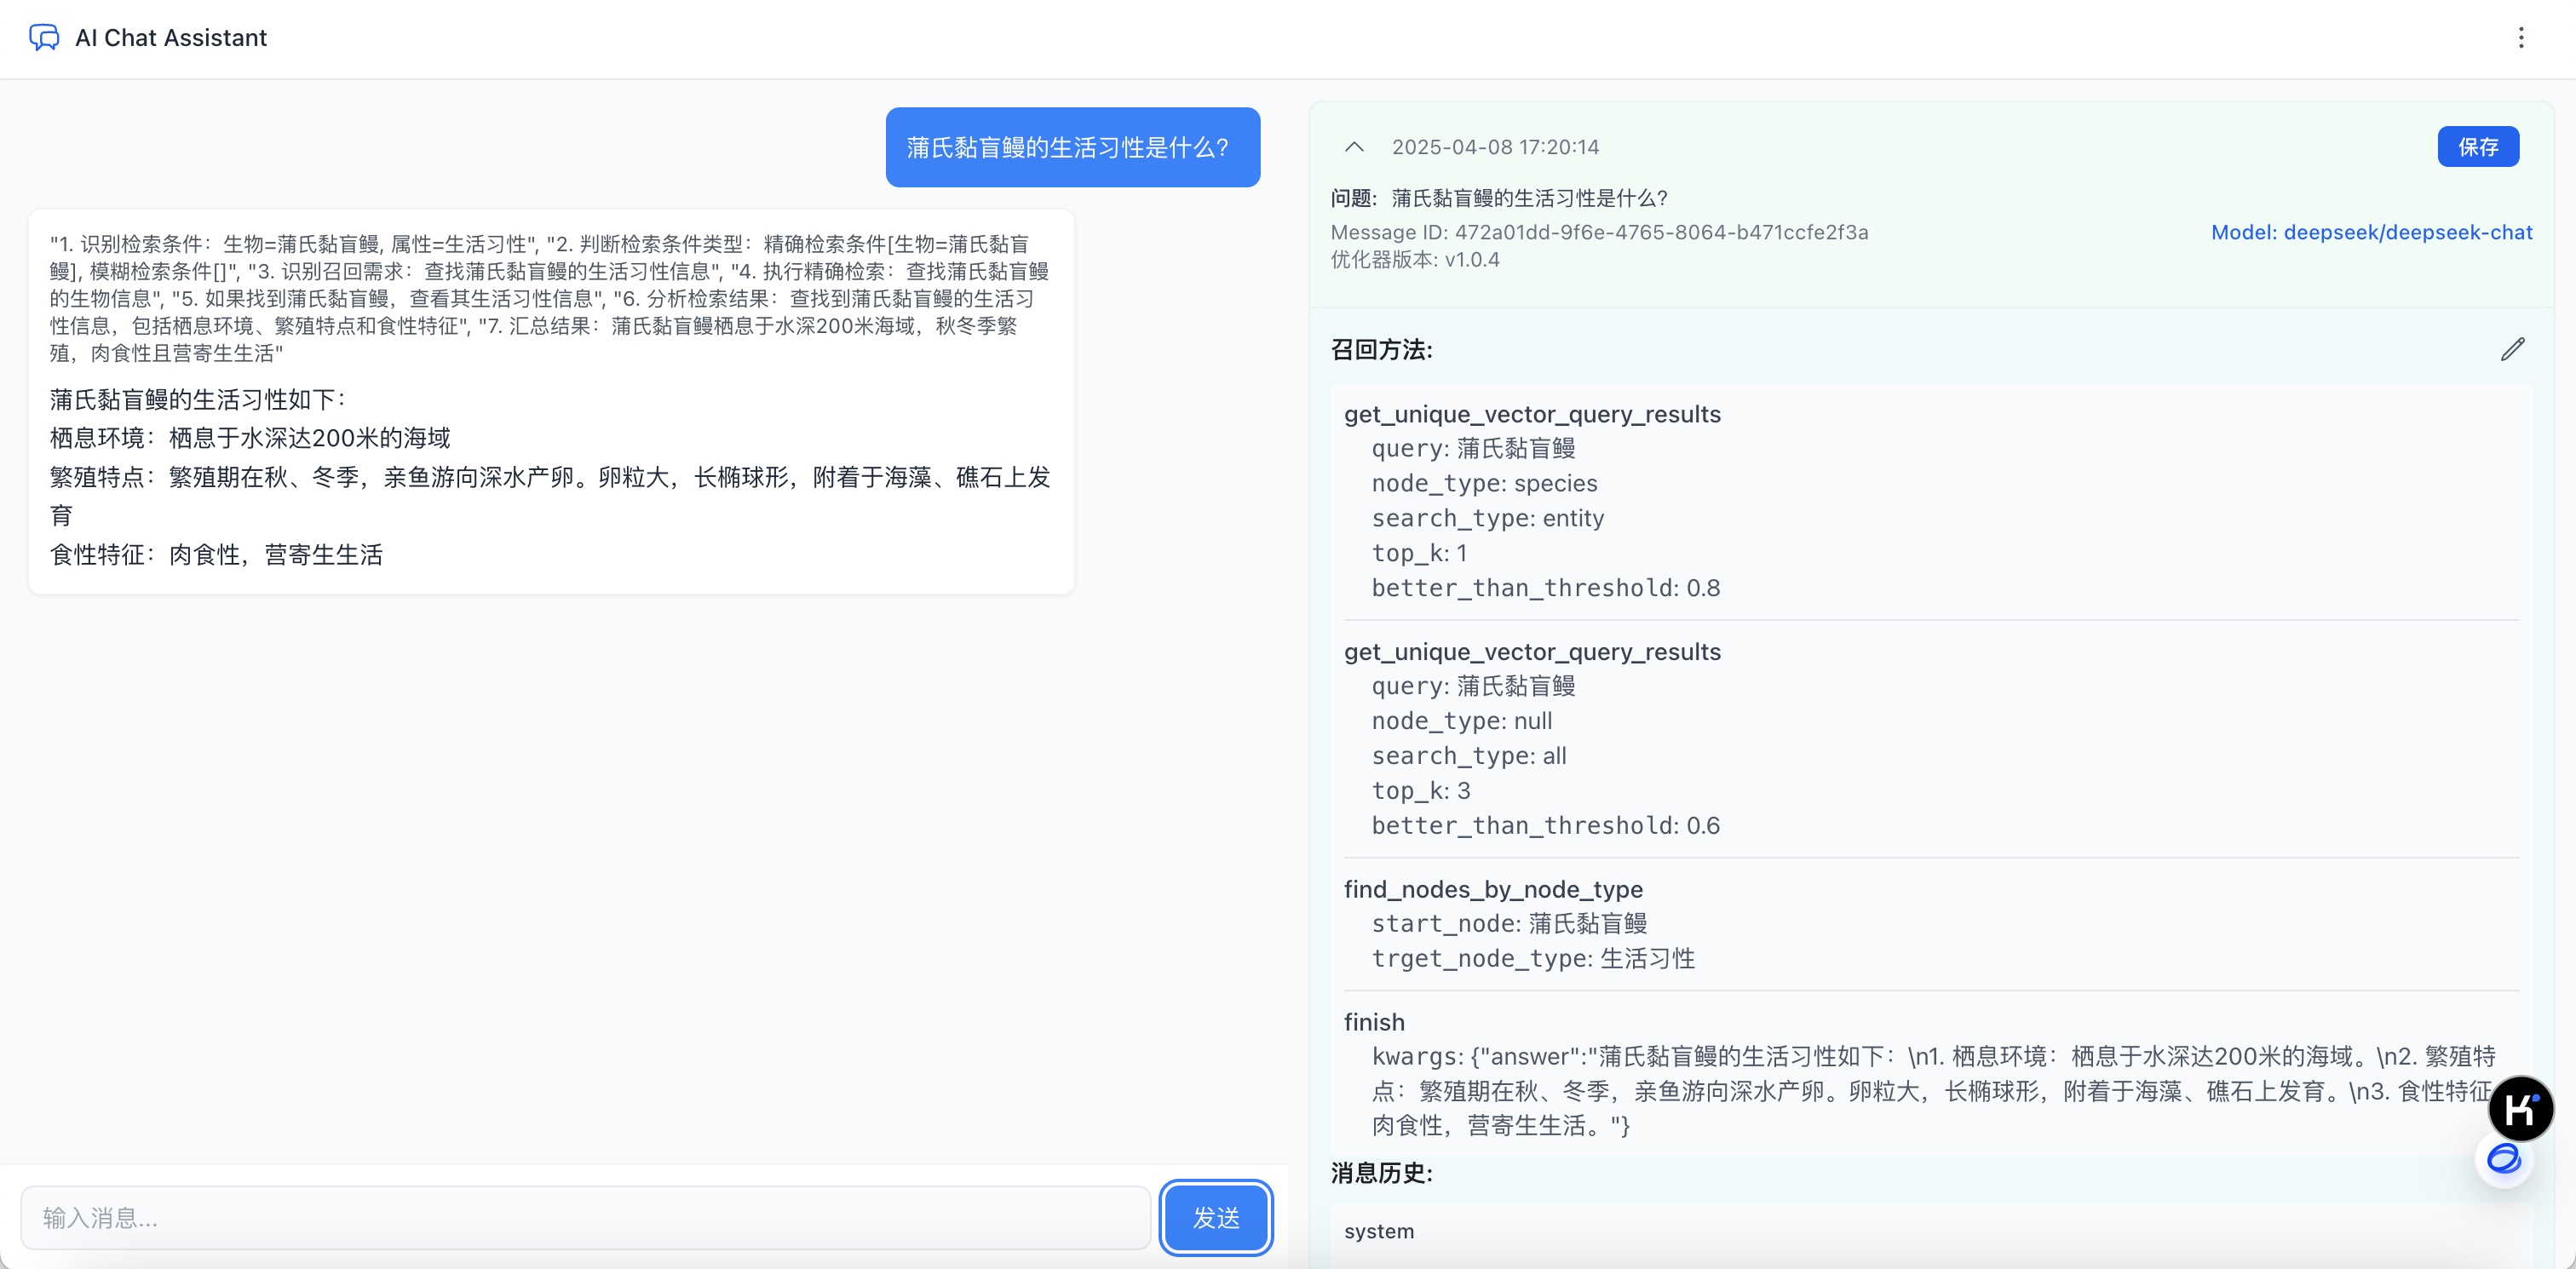 AI Chat Assistant
蒲氏黏盲鳗的生活习性是什么?
"1. 识别检索条件：生物=蒲氏黏盲鳗, 属性=生活习性", "2. 判断检索条件类型：精确检索条件[生物=蒲氏黏盲
鳗], 模糊检索条件[]", "3. 识别召回需求：查找蒲氏黏盲鳗的生活习性信息", "4. 执行精确检索：查找蒲氏黏盲鳗
的生物信息", "5. 如果找到蒲氏黏盲鳗，查看其生活习性信息", "6. 分析检索结果：查找到蒲氏黏盲鳗的生活习
性信息，包括栖息环境、繁殖特点和食性特征", "7. 汇总结果：蒲氏黏盲鳗栖息于水深200米海域，秋冬季繁
殖，肉食性且营寄生生活"
蒲氏黏盲鳗的生活习性如下：
栖息环境：栖息于水深达200米的海域
繁殖特点：繁殖期在秋、冬季，亲鱼游向深水产卵。卵粒大，长椭球形，附着于海藻、礁石上发
育
食性特征：肉食性，营寄生生活
输入消息...
发送
2025-04-08 17:20:14
保存
问题: 蒲氏黏盲鳗的生活习性是什么?
Message ID: 472a01dd-9f6e-4765-8064-b471ccfe2f3a
Model: deepseek/deepseek-chat
优化器版本: v1.0.4
召回方法:
get_unique_vector_query_results
query: 蒲氏黏盲鳗
node_type: species
search_type: entity
top_k: 1
better_than_threshold: 0.8
get_unique_vector_query_results
query: 蒲氏黏盲鳗
node_type: null
search_type: all
top_k: 3
better_than_threshold: 0.6
find_nodes_by_node_type
start_node: 蒲氏黏盲鳗
trget_node_type: 生活习性
finish
kwargs: {"answer":"蒲氏黏盲鳗的生活习性如下：\n1. 栖息环境：栖息于水深达200米的海域。\n2. 繁殖特
点：繁殖期在秋、冬季，亲鱼游向深水产卵。卵粒大，长椭球形，附着于海藻、礁石上发育。\n3. 食性特征
肉食性，营寄生生活。"}
消息历史:
system